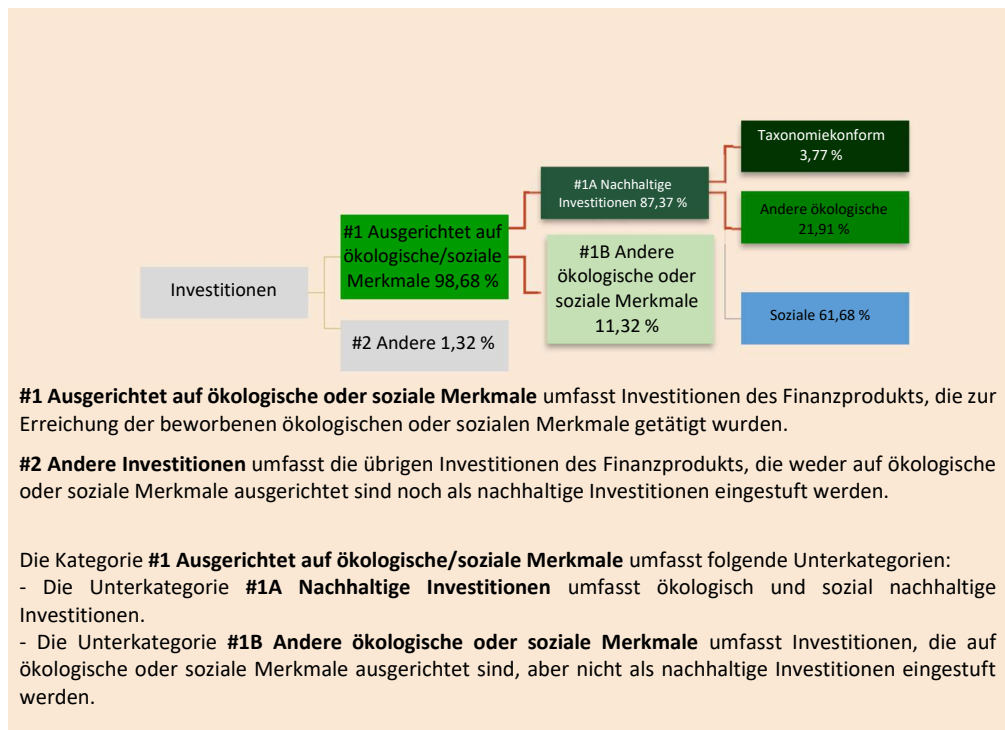 Investitionen
#1 Ausgerichtet auf
ökologische/soziale
Merkmale 98,68 %
#2 Andere 1,32 %
#1A Nachhaltige
Investitionen 87,37 %
#1B Andere
ökologische oder
soziale Merkmale
11,32 %
Taxonomiekonform
3,77 %
Andere ökologische
21,91 %
Soziale 61,68 %
#1 Ausgerichtet auf ökologische oder soziale Merkmale umfasst Investitionen des Finanzprodukts, die zur
Erreichung der beworbenen ökologischen oder sozialen Merkmale getätigt wurden.
#2 Andere Investitionen umfasst die übrigen Investitionen des Finanzprodukts, die weder auf ökologische
oder soziale Merkmale ausgerichtet sind noch als nachhaltige Investitionen eingestuft werden.
Die Kategorie #1 Ausgerichtet auf ökologische/soziale Merkmale umfasst folgende Unterkategorien:
- Die Unterkategorie #1A Nachhaltige Investitionen umfasst ökologisch und sozial nachhaltige
Investitionen.
- Die Unterkategorie #1B Andere ökologische oder soziale Merkmale umfasst Investitionen, die auf
ökologische oder soziale Merkmale ausgerichtet sind, aber nicht als nachhaltige Investitionen eingestuft
werden.